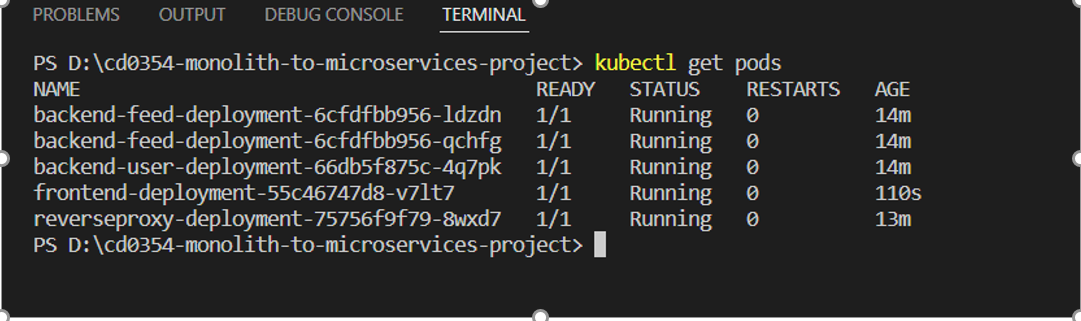 PROBLEMS OUTPUT DEBUG CONSOLE TERMINAL
PS D:\cd0354-monolith-to-microservices-project> kubectl get pods
NAME READY STATUS RESTARTS AGE
backend-feed-deployment-6cfdfbb956-ldzdn 1/1 Running 0 14m
backend-feed-deployment-6cfdfbb956-qchfg 1/1 Running 0 14m
backend-user-deployment-66db5f875c-4q7pk 1/1 Running 0 14m
frontend-deployment-55c46747d8-v7lt7 1/1 Running 0 110s
reverseproxy-deployment-75756f9f79-8wxd7 1/1 Running 0 13m
PS D:\cd0354-monolith-to-microservices-project>